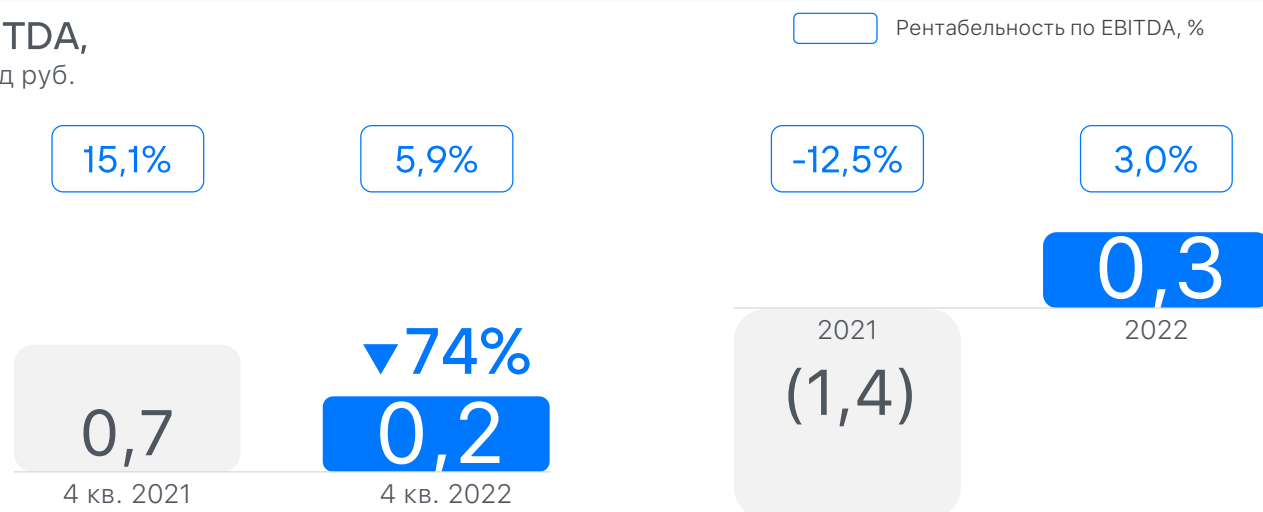 TDA,
д руб.
Рентабельность по EBITDA, %
15,1%
5,9%
-12,5%
3,0%
0,7
▼74%
0,2
4 кв. 2021
4 кв. 2022
0,3
2021
2022
(1,4)